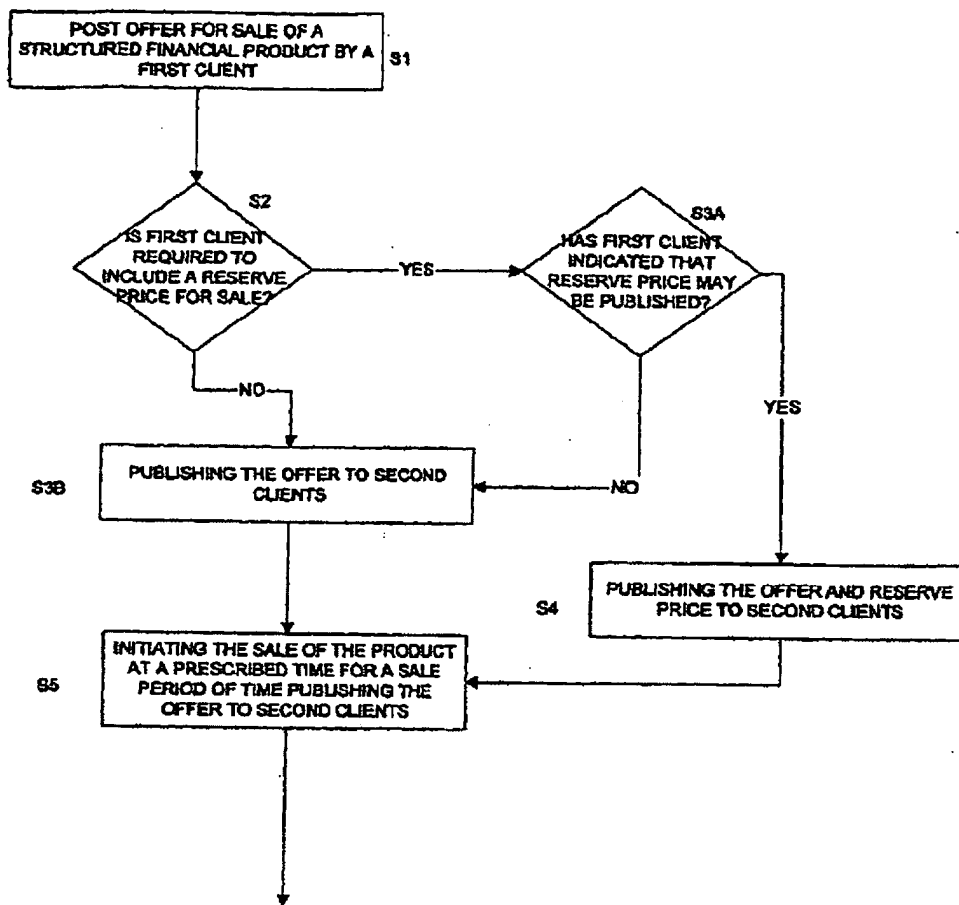 POST OFFER FOR SALE OF A
STRUCTURED FINANCIAL PRODUCT BY A
FIRST CLIENT
S1
S2
IS FIRST CLIENT
REQUIRED TO
INCLUDE A RESERVE
PRICE FOR SALE?
YES
S3A
HAS FIRST CLIENT
INDICATED THAT
RESERVE PRICE MAY
BE PUBLISHED?
NO
YES
S3B
PUBLISHING THE OFFER TO SECOND
CLIENTS
NO
S4
PUBLISHING THE OFFER AND RESERVE
PRICE TO SECOND CLIENTS
S5
INITIATING THE SALE OF THE PRODUCT
AT A PRESCRIBED TIME FOR A SALE
PERIOD OF TIME PUBLISHING THE
OFFER TO SECOND CLIENTS